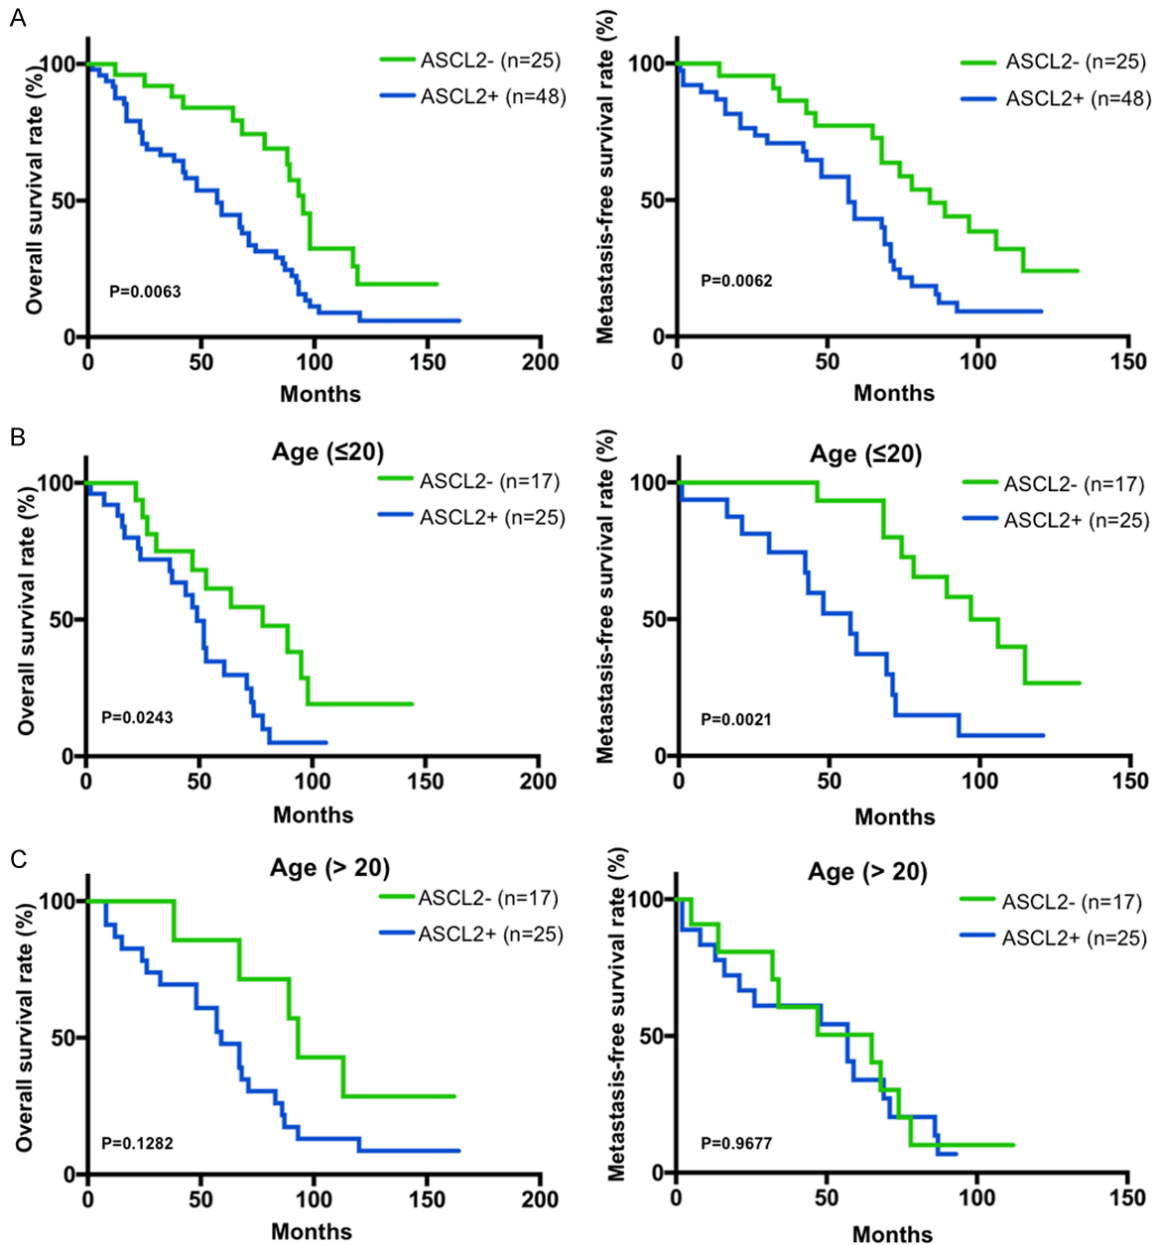 A
Overall survival rate (%)
100
50
0
ASCL2- (n=25)
ASCL2+ (n=48)
P=0.0063
0 50 100 150 200
Months
Metastasis-free survival rate (%)
100
50
0
ASCL2- (n=25)
ASCL2+ (n=48)
P=0.0062
0 50 100 150
Months
B
Age (≤20)
Overall survival rate (%)
100
50
0
ASCL2- (n=17)
ASCL2+ (n=25)
P=0.0243
0 50 100 150 200
Months
Age (≤20)
Metastasis-free survival rate (%)
100
50
0
ASCL2- (n=17)
ASCL2+ (n=25)
P=0.0021
0 50 100 150
Months
C
Age (> 20)
Overall survival rate (%)
100
50
0
ASCL2- (n=17)
ASCL2+ (n=25)
P=0.1282
0 50 100 150 200
Months
Age (> 20)
Metastasis-free survival rate (%)
100
50
0
ASCL2- (n=17)
ASCL2+ (n=25)
P=0.9677
0 50 100 150
Months